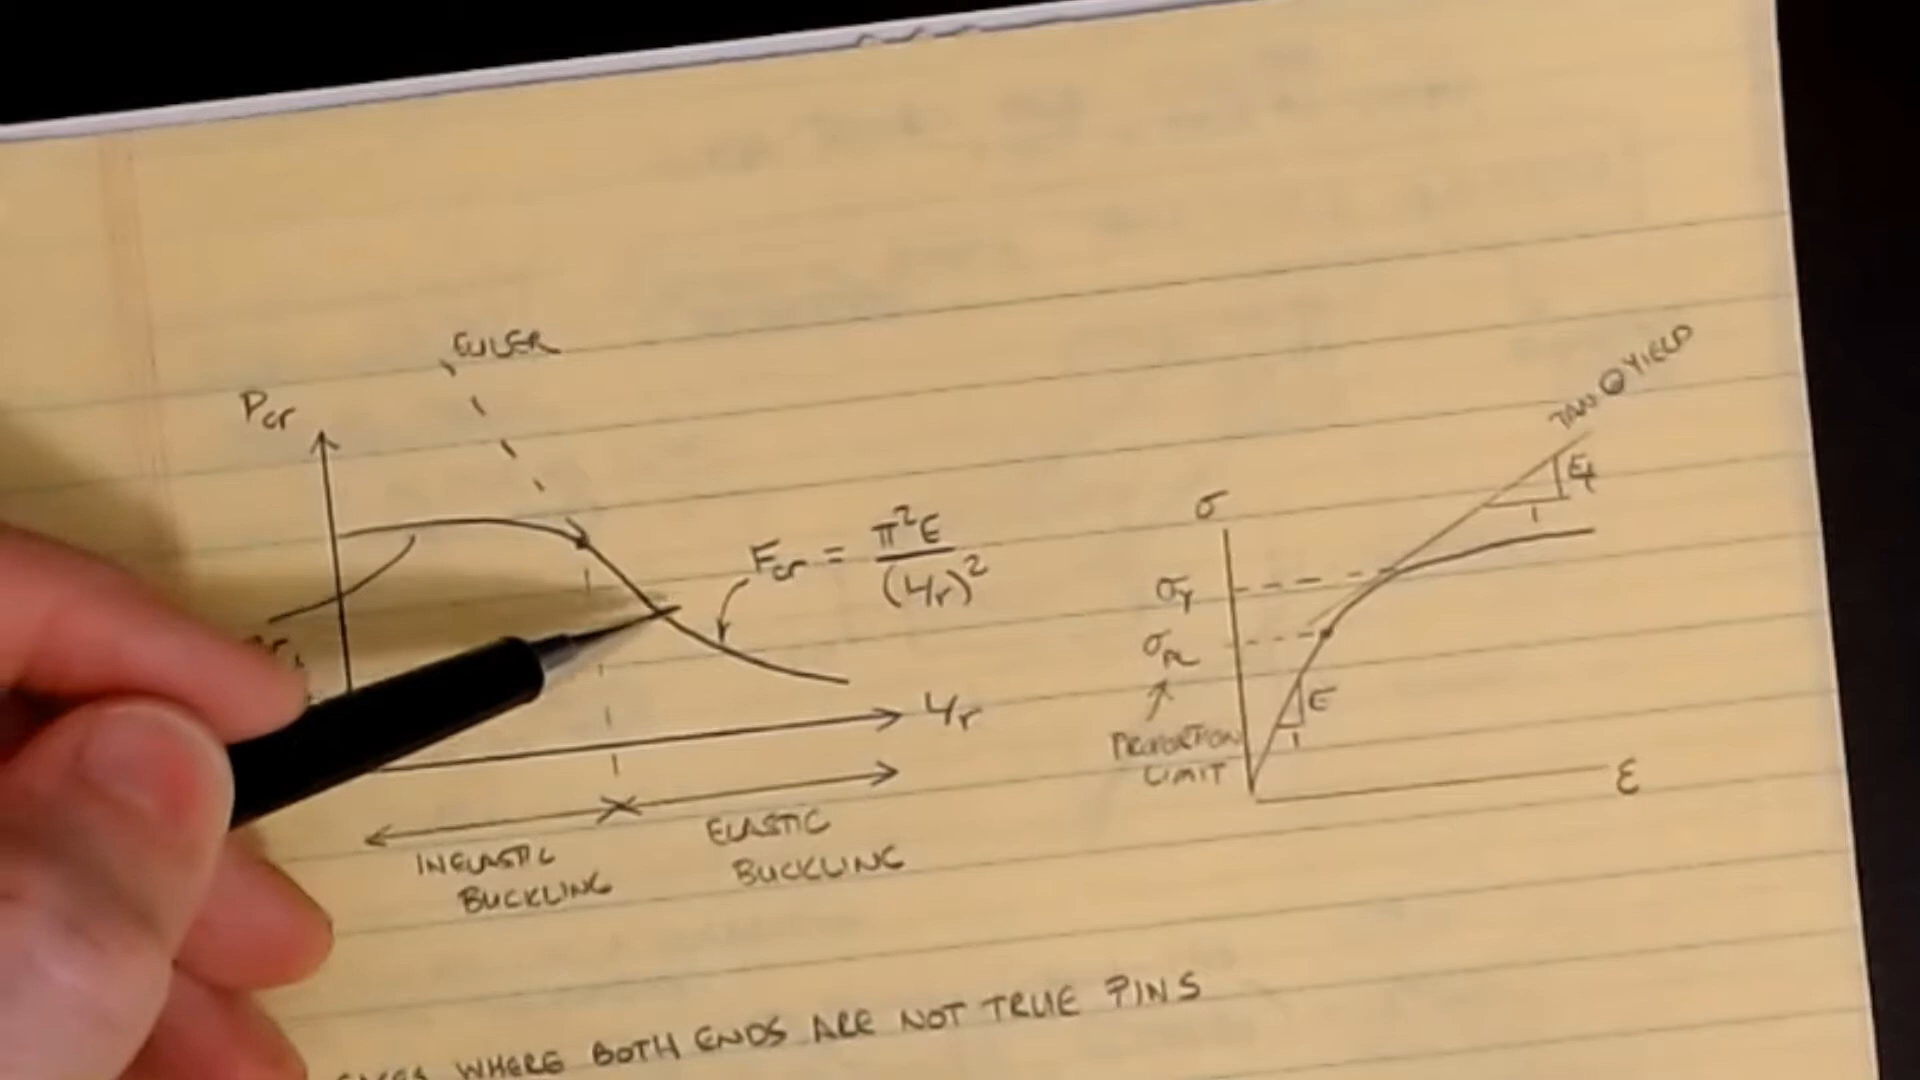 EULER
Pcr
Fcr = π²E / (L/r)²
L/r
INELASTIC
BUCKLING
ELASTIC
BUCKLING
TAN @ YIELD
Et
1
σ
σy
σPL
PROPORTION
LIMIT
E
1
ε
WHERE BOTH ENDS ARE NOT TRUE PINS